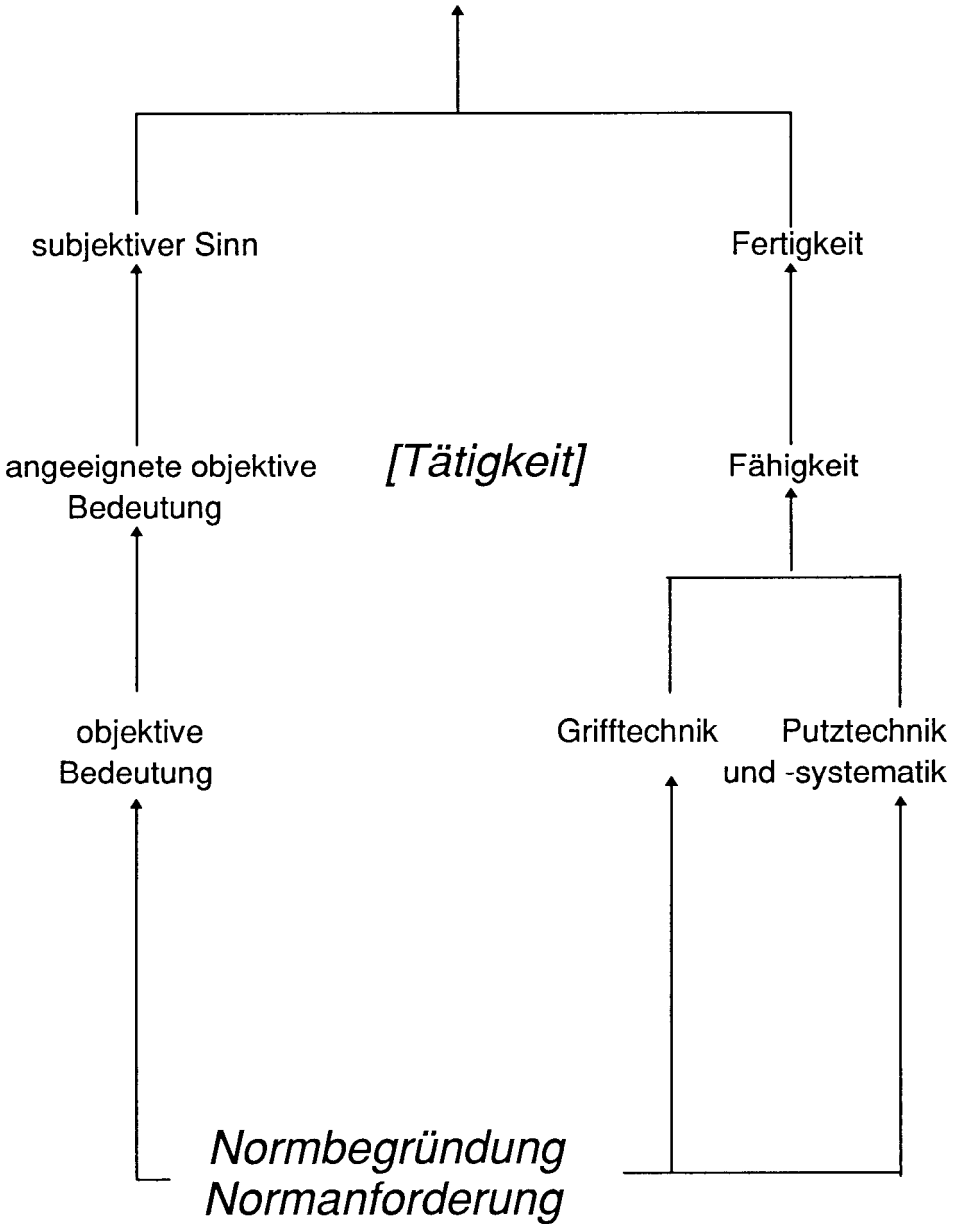 subjektiver Sinn
Fertigkeit
angeeignete objektive
Bedeutung
[Tätigkeit]
Fähigkeit
objektive
Bedeutung
Grifftechnik
Putztechnik
und -systematik
Normbegründung
Normanforderung